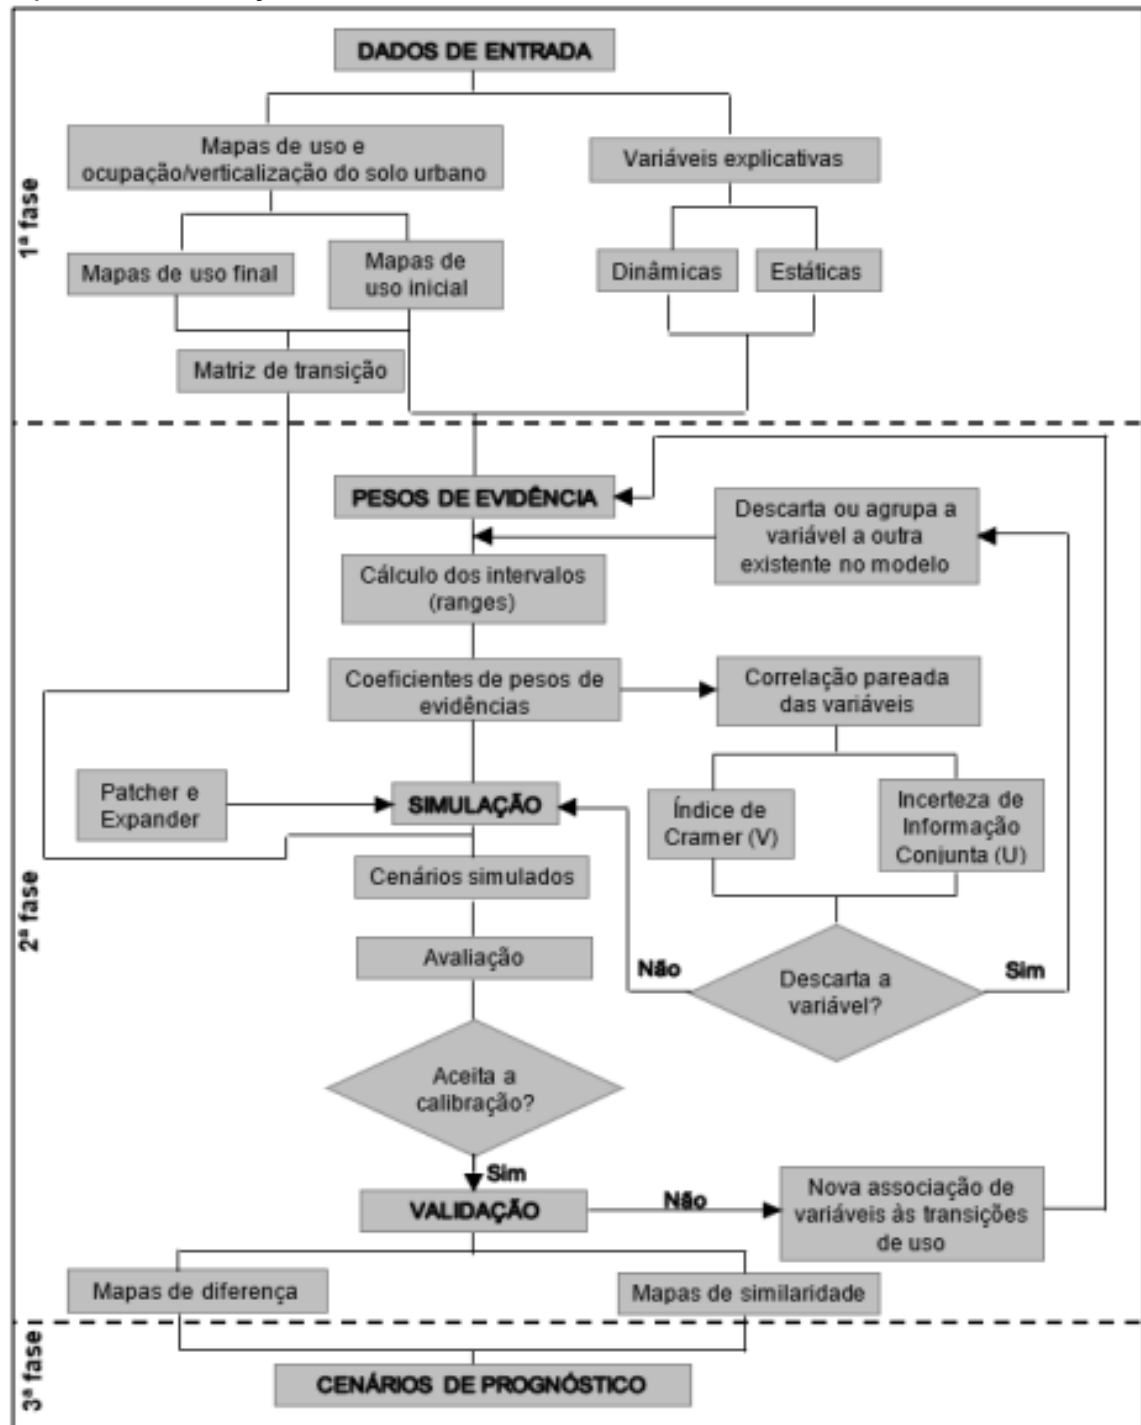 DADOS DE ENTRADA
Mapas de uso e
ocupação/verticalização do solo urbano
Variáveis explicativas
1ª fase
Mapas de uso final
Mapas de
uso inicial
Dinâmicas
Estáticas
Matriz de transição
PESOS DE EVIDÊNCIA
Descarta ou agrupa a
variável a outra
existente no modelo
Cálculo dos intervalos
(ranges)
Coeficientes de pesos de
evidências
Correlação pareada
das variáveis
Patcher e
Expander
SIMULAÇÃO
Índice de
Cramer (V)
Incerteza de
Informação
Conjunta (U)
2ª fase
Cenários simulados
Avaliação
Não
Descarta a
variável?
Sim
Aceita a
calibração?
Sim
VALIDAÇÃO
Não
Nova associação de
variáveis às transições
de uso
Mapas de diferença
Mapas de similaridade
3ª fase
CENÁRIOS DE PROGNÓSTICO